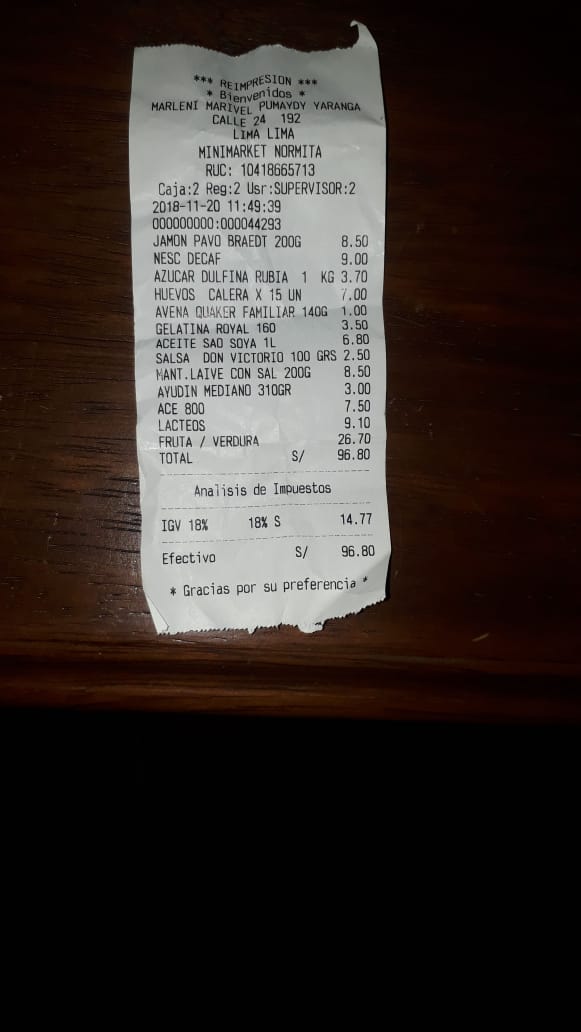 *** REIMPRESION ***
* Bienvenidos *
MARLENI MARIVEL PUMAYDY YARANGA
CALLE 24 192
LIMA LIMA
MINIMARKET NORMITA
RUC: 10418665713
Caja:2 Reg:2 Usr:SUPERVISOR:2
2018-11-20 11:49:39
000000000:000044293
JAMON PAVO BRAEDT 200G 8.50
NESC DECAF 9.00
AZUCAR DULFINA RUBIA 1 KG 3.70
HUEVOS CALERA X 15 UN 7.00
AVENA QUAKER FAMILIAR 140G 1.00
GELATINA ROYAL 160 3.50
ACEITE SAO SOYA 1L 6.80
SALSA DON VICTORIO 100 GRS 2.50
MANT.LAIVE CON SAL 200G 8.50
AYUDIN MEDIANO 310GR 3.00
ACE 800 7.50
LACTEOS 9.10
FRUTA / VERDURA 26.70
TOTAL S/ 96.80
Analisis de Impuestos
IGV 18% 18% S 14.77
Efectivo S/ 96.80
* Gracias por su preferencia *